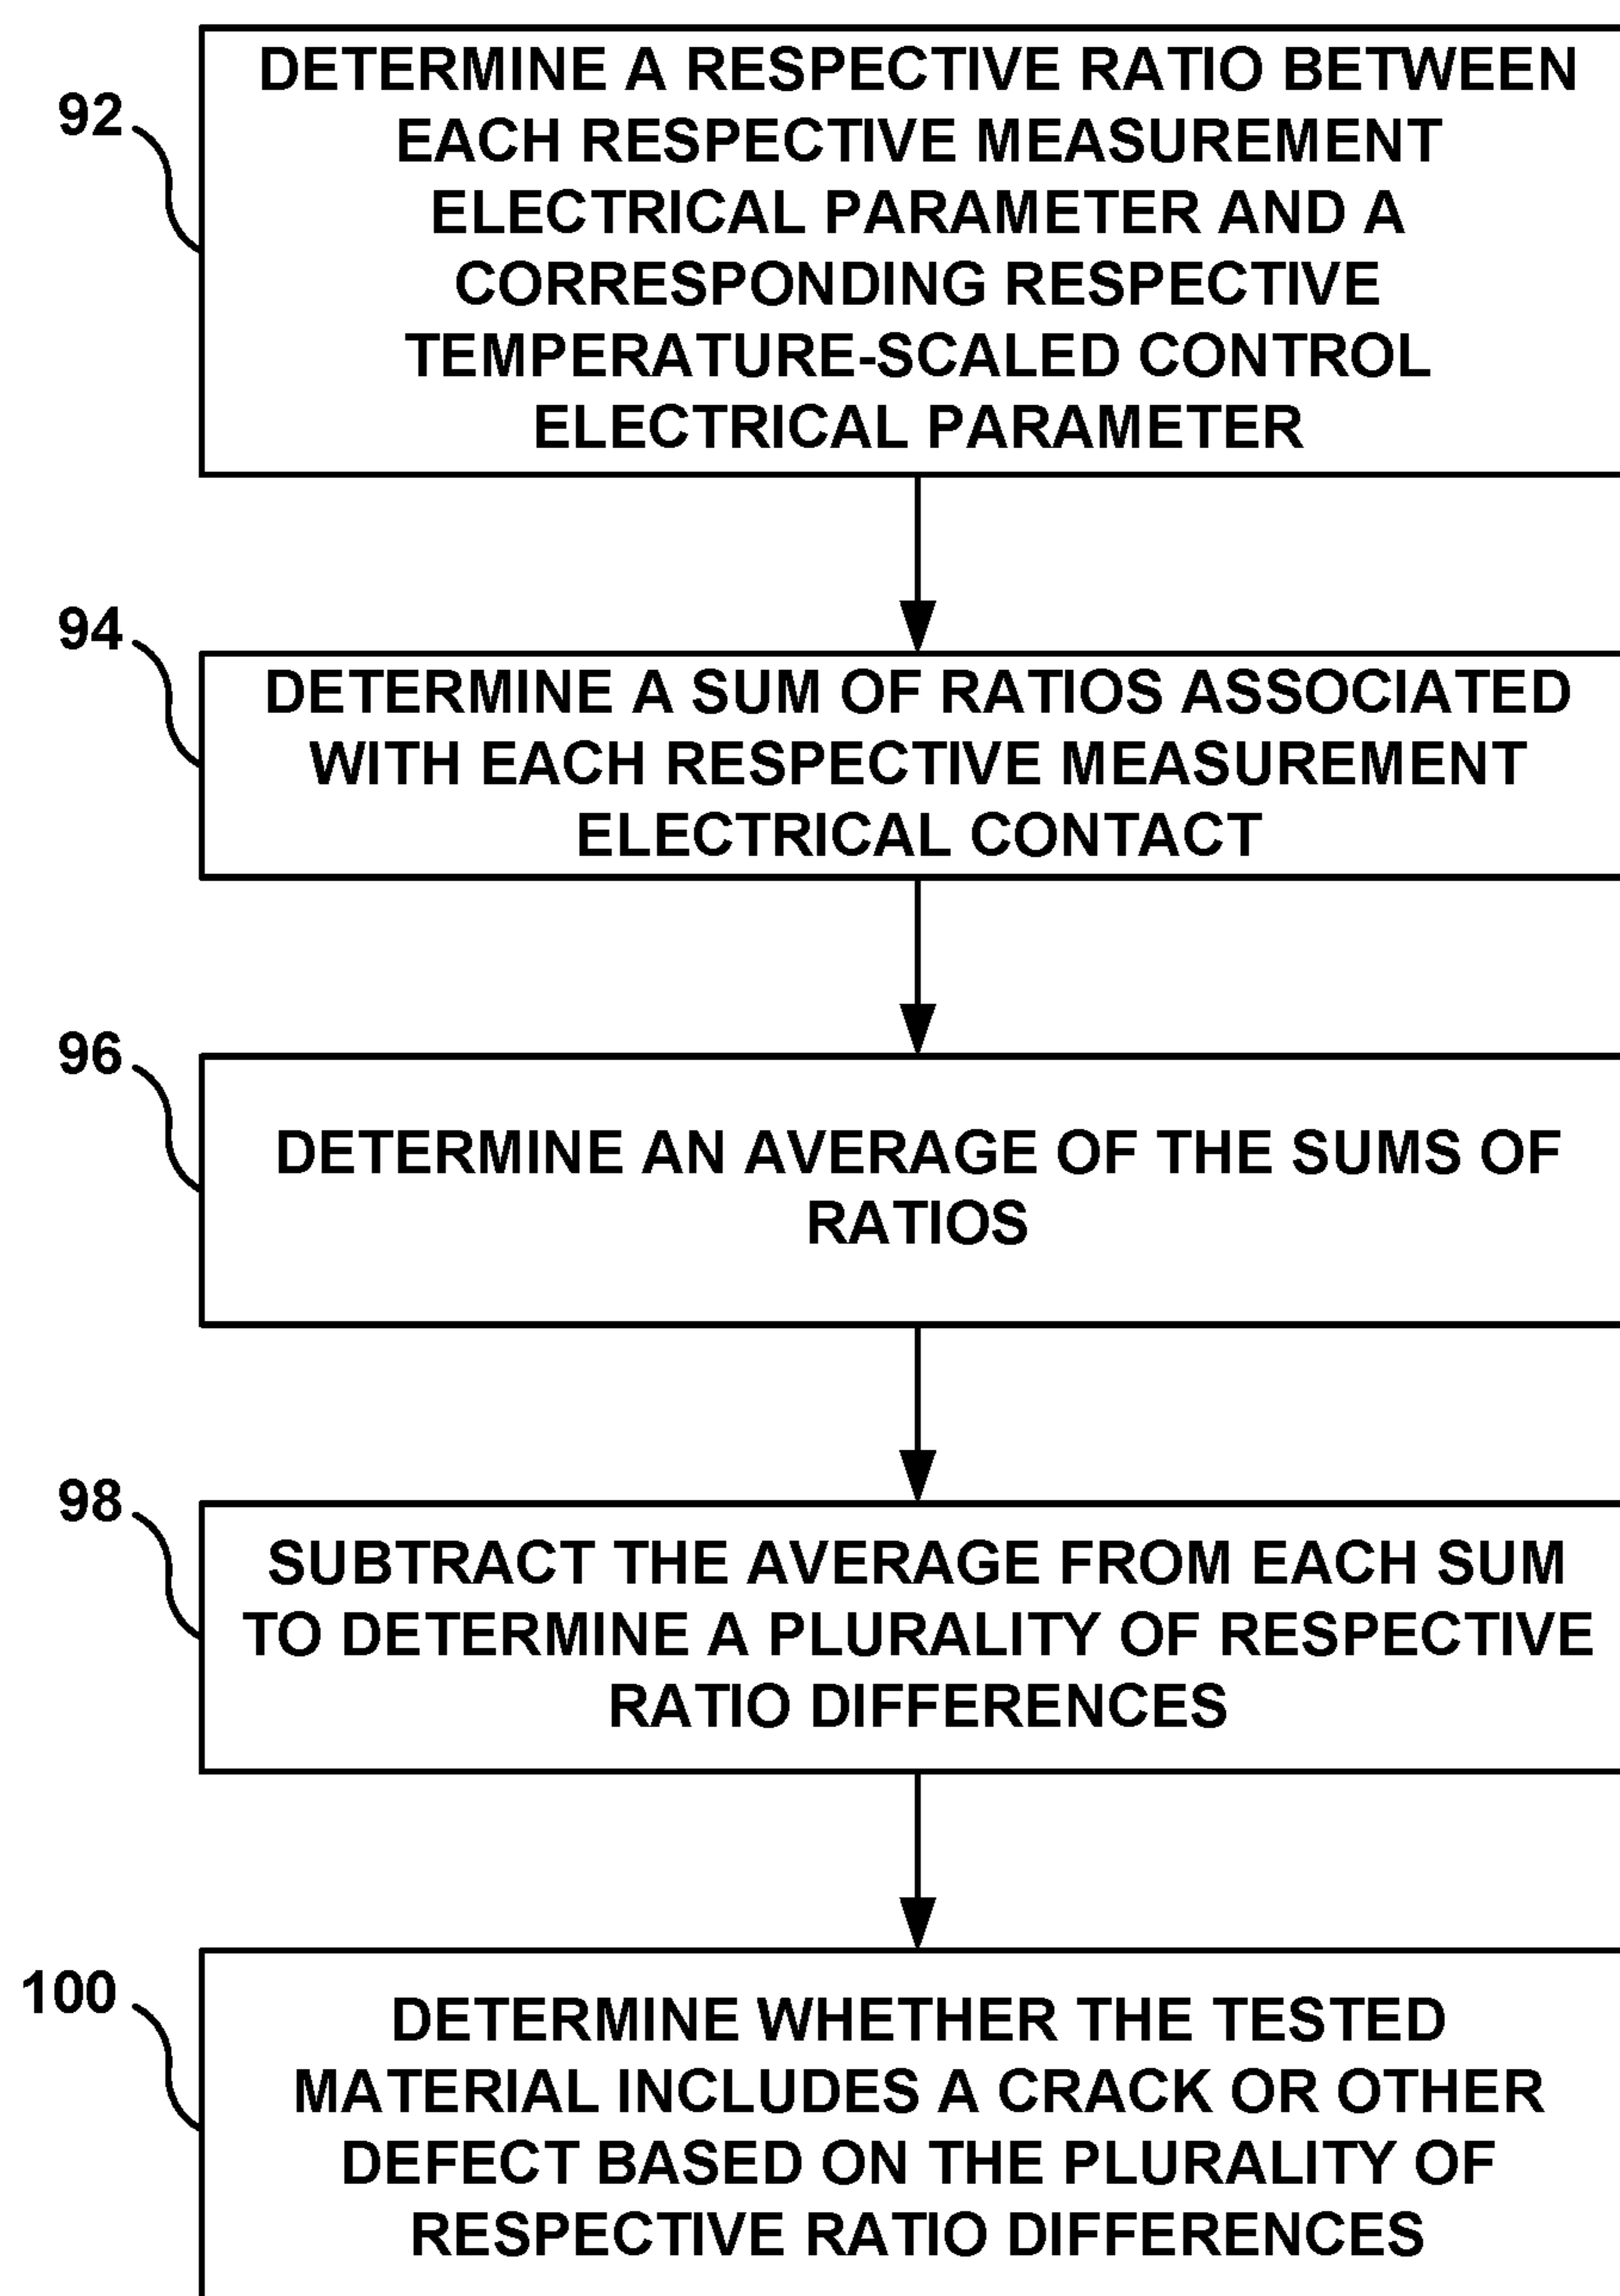 92
DETERMINE A RESPECTIVE RATIO BETWEEN
EACH RESPECTIVE MEASUREMENT
ELECTRICAL PARAMETER AND A
CORRESPONDING RESPECTIVE
TEMPERATURE-SCALED CONTROL
ELECTRICAL PARAMETER
94
DETERMINE A SUM OF RATIOS ASSOCIATED
WITH EACH RESPECTIVE MEASUREMENT
ELECTRICAL CONTACT
96
DETERMINE AN AVERAGE OF THE SUMS OF
RATIOS
98
SUBTRACT THE AVERAGE FROM EACH SUM
TO DETERMINE A PLURALITY OF RESPECTIVE
RATIO DIFFERENCES
100
DETERMINE WHETHER THE TESTED
MATERIAL INCLUDES A CRACK OR OTHER
DEFECT BASED ON THE PLURALITY OF
RESPECTIVE RATIO DIFFERENCES